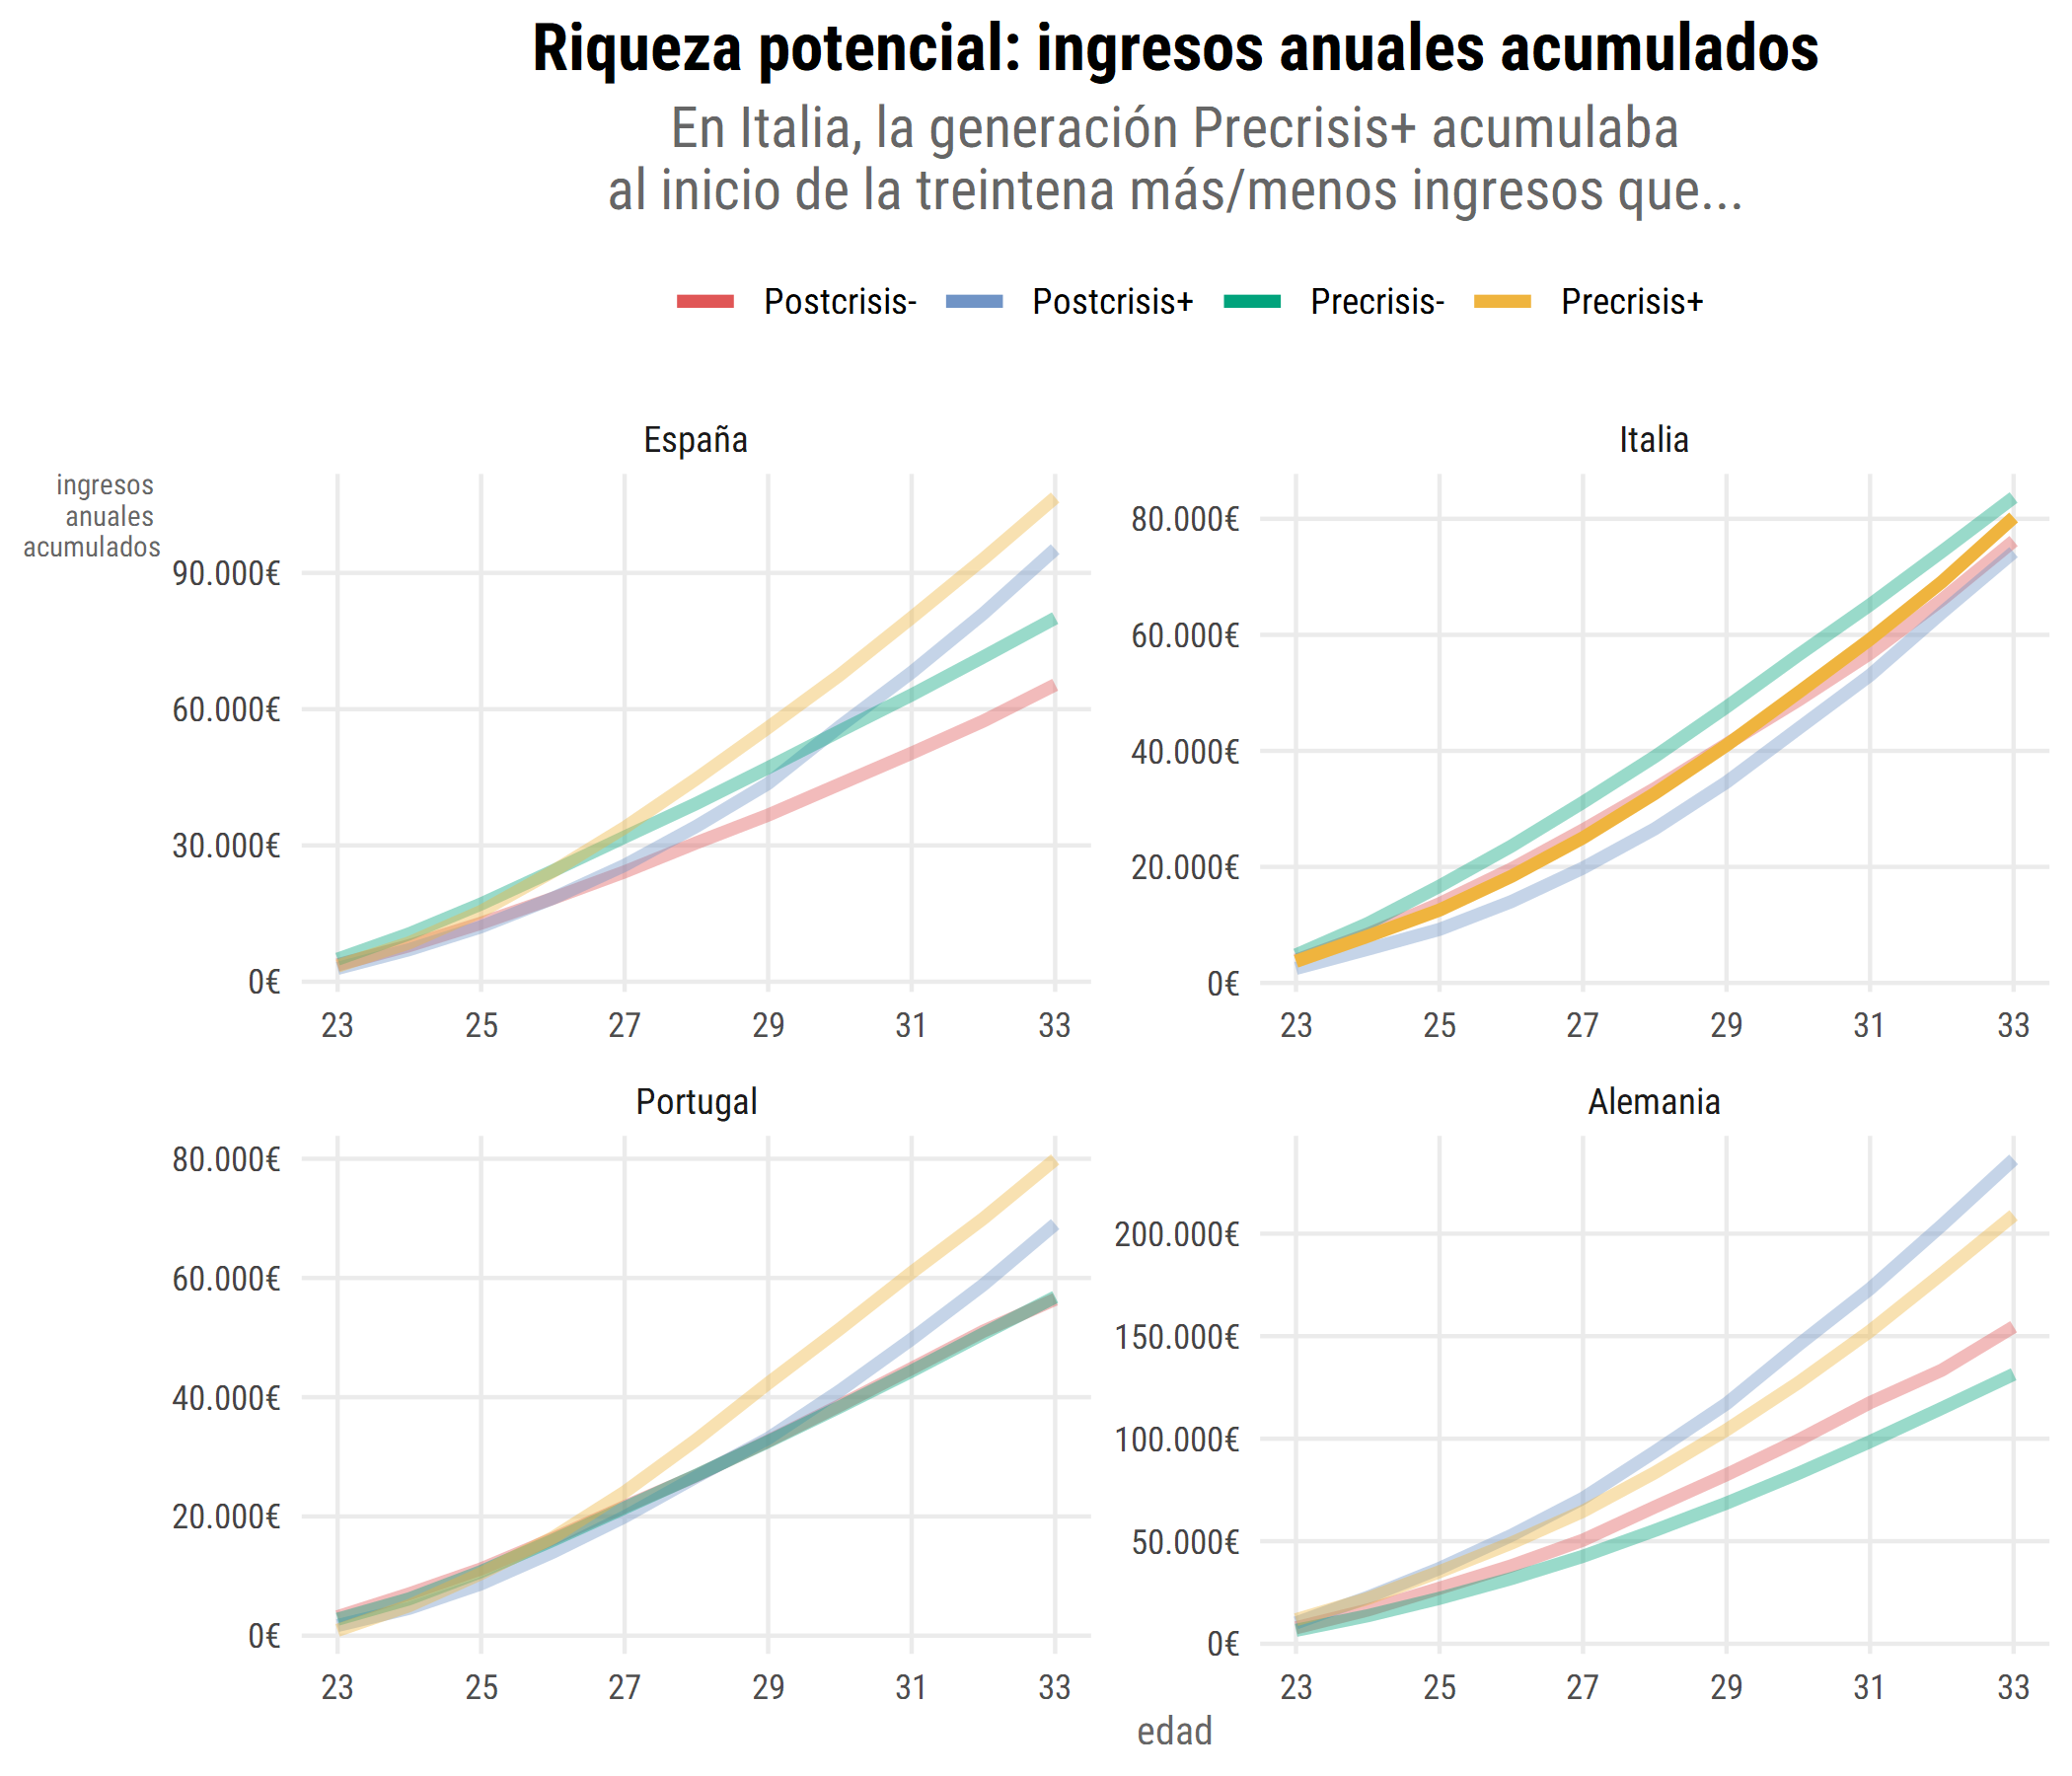 Riqueza potencial: ingresos anuales acumulados
En Italia, la generación Precrisis+ acumulaba
al inicio de la treintena más/menos ingresos que...
Postcrisis- Postcrisis+ Precrisis- Precrisis+
España
ingresos
anuales
acumulados
90.000€
60.000€
30.000€
0€
23 25 27 29 31 33
Italia
80.000€
60.000€
40.000€
20.000€
0€
23 25 27 29 31 33
Portugal
80.000€
60.000€
40.000€
20.000€
0€
23 25 27 29 31 33
Alemania
200.000€
150.000€
100.000€
50.000€
0€
23 25 27 29 31 33
edad